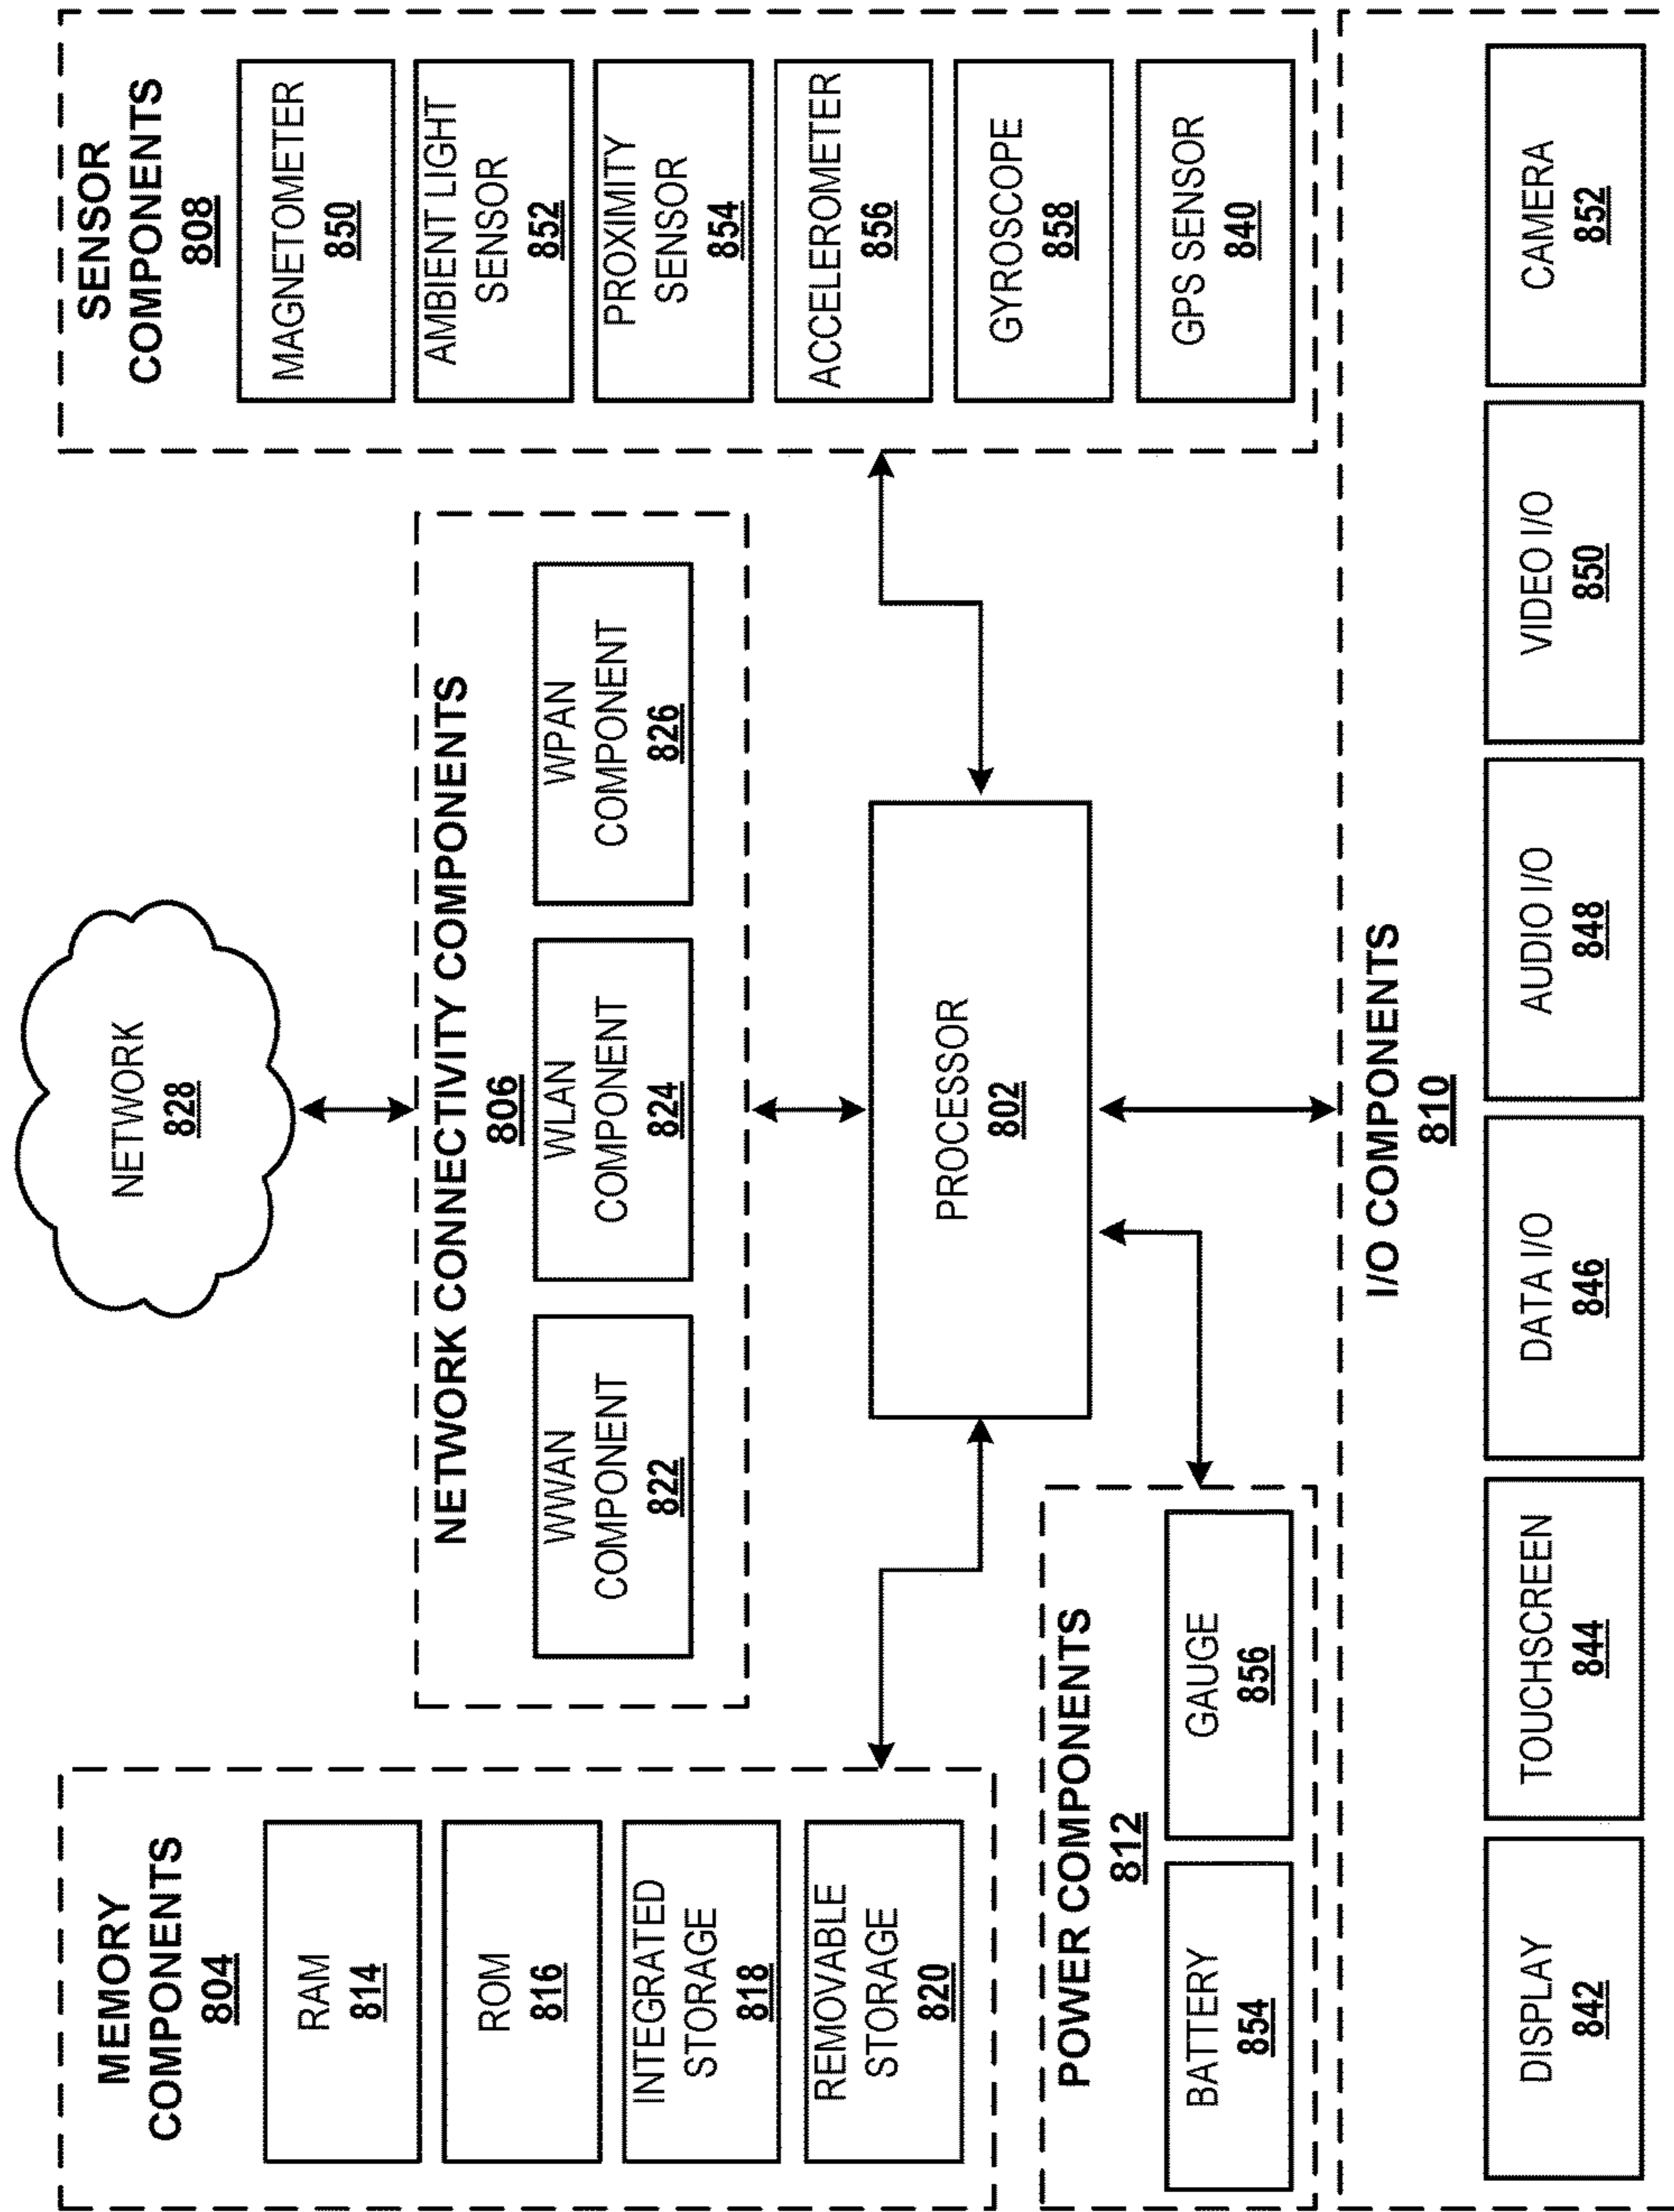 NETWORK
828
MEMORY
COMPONENTS
804
RAM
814
ROM
816
INTEGRATED
STORAGE
818
REMOVABLE
STORAGE
820
NETWORK CONNECTIVITY COMPONENTS
806
WWAN
COMPONENT
822
WLAN
COMPONENT
824
WPAN
COMPONENT
826
SENSOR
COMPONENTS
808
MAGNETOMETER
850
AMBIENT LIGHT
SENSOR
852
PROXIMITY
SENSOR
854
ACCELEROMETER
856
GYROSCOPE
858
GPS SENSOR
840
PROCESSOR
802
POWER COMPONENTS
812
BATTERY
854
GAUGE
856
I/O COMPONENTS
810
DISPLAY
842
TOUCHSCREEN
844
DATA I/O
846
AUDIO I/O
848
VIDEO I/O
850
CAMERA
852